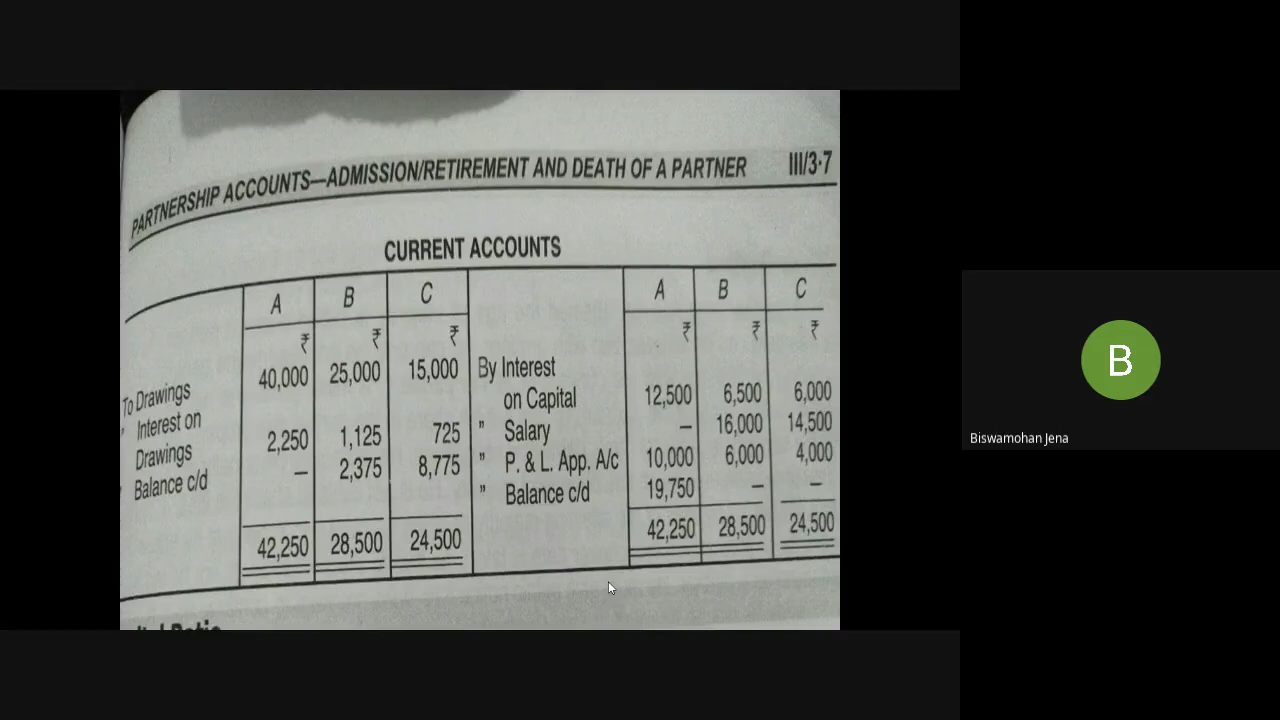 PARTNERSHIP ACCOUNTS—ADMISSION/RETIREMENT AND DEATH OF A PARTNER III/3·7
CURRENT ACCOUNTS
A B C A B C
₹ ₹ ₹ ₹ ₹ ₹
To Drawings 40,000 25,000 15,000 By Interest
on Capital 12,500 6,500 6,000
" Interest on
Drawings 2,250 1,125 725 " Salary – 16,000 14,500
" Balance c/d – 2,375 8,775 " P. & L. App. A/c 10,000 6,000 4,000
" Balance c/d 19,750 – –
42,250 28,500 24,500 42,250 28,500 24,500
B
Biswamohan Jena